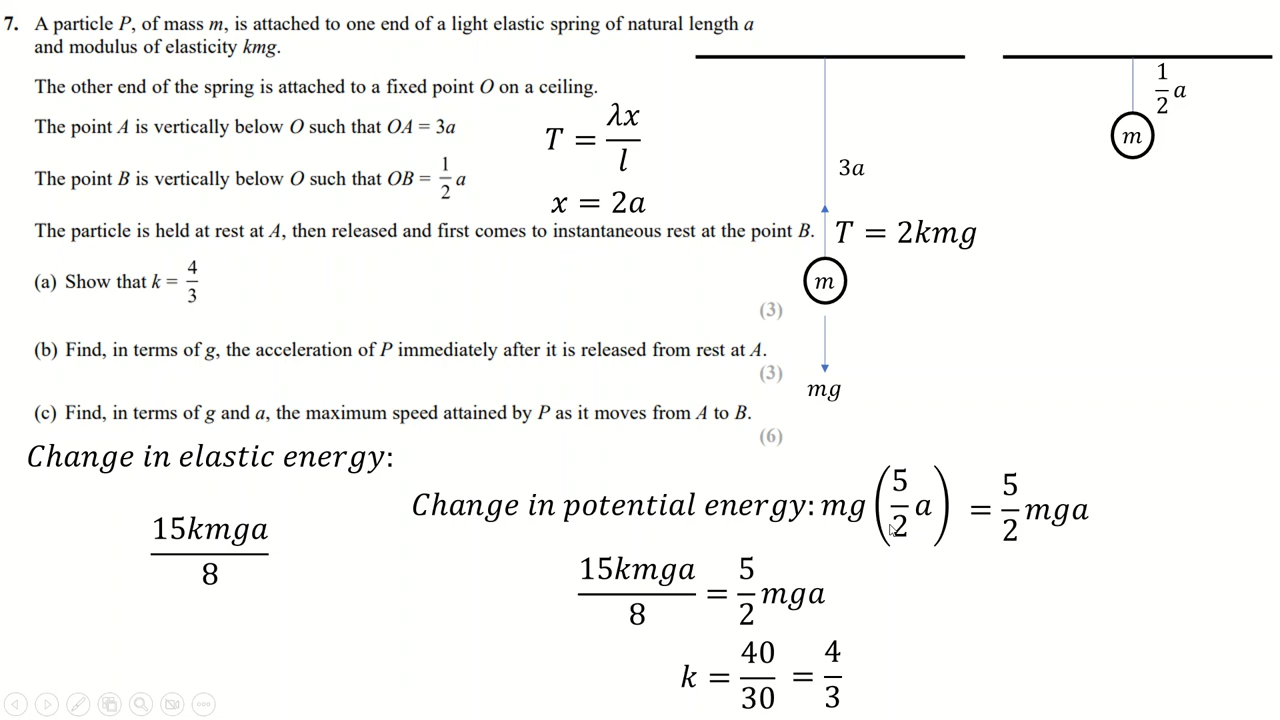 7. A particle P, of mass m, is attached to one end of a light elastic spring of natural length a
and modulus of elasticity kmg.
The other end of the spring is attached to a fixed point O on a ceiling.
The point A is vertically below O such that OA = 3a
The point B is vertically below O such that OB = 1/2 a
The particle is held at rest at A, then released and first comes to instantaneous rest at the point B.
(a) Show that k = 4/3
(3)
(b) Find, in terms of g, the acceleration of P immediately after it is released from rest at A.
(3)
(c) Find, in terms of g and a, the maximum speed attained by P as it moves from A to B.
(6)
T = λx/l
x = 2a
3a
T = 2kmg
m
mg
1/2 a
m
Change in elastic energy:
15kmga/8
Change in potential energy: mg(5/2 a) = 5/2 mga
15kmga/8 = 5/2 mga
k = 40/30 = 4/3